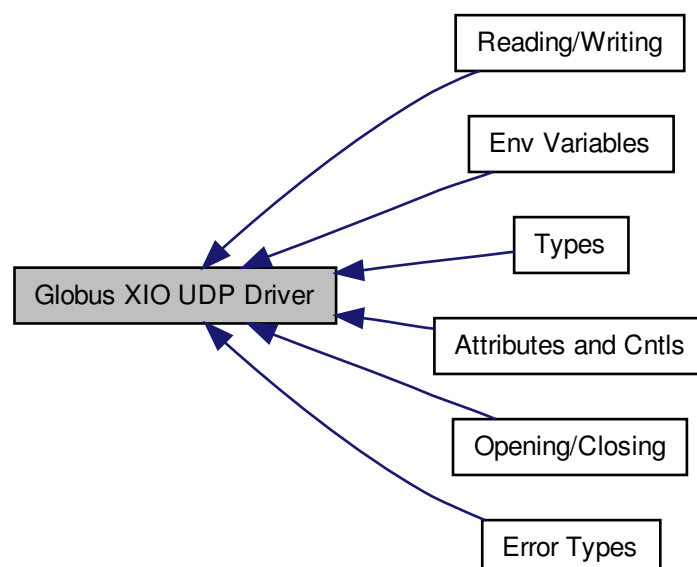 Reading/Writing
Env Variables
Types
Globus XIO UDP Driver
Attributes and Cntls
Opening/Closing
Error Types